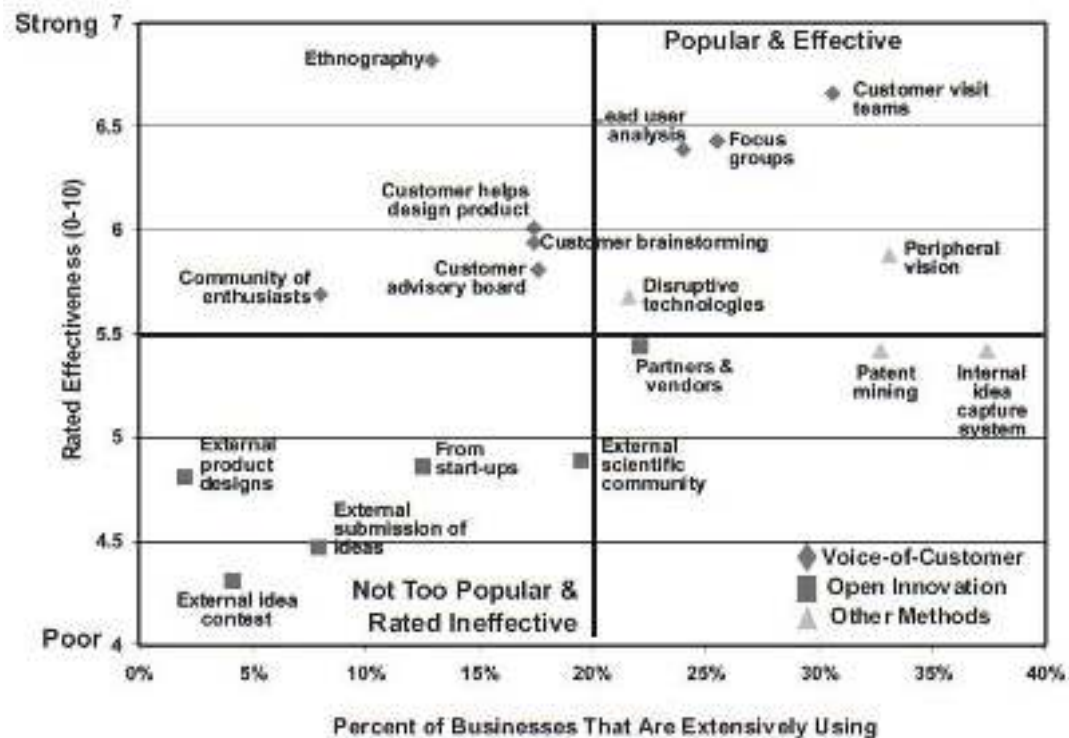 Strong
7
Popular & Effective
Ethnography
Customer visit
teams
6.5
ead user
analysis
Focus
groups
Customer helps
design product
6
Customer brainstorming
Peripheral
vision
Community of
enthusiasts
Customer
advisory board
Disruptive
technologies
5.5
Partners &
vendors
Patent
mining
Internal
idea
capture
system
5
External
product
designs
From
start-ups
External
scientific
community
External
submission of
ideas
4.5
Voice-of-Customer
Open Innovation
Other Methods
External idea
contest
Not Too Popular &
Rated Ineffective
Poor
4
Rated Effectiveness (0-10)
0% 5% 10% 15% 20% 25% 30% 35% 40%
Percent of Businesses That Are Extensively Using